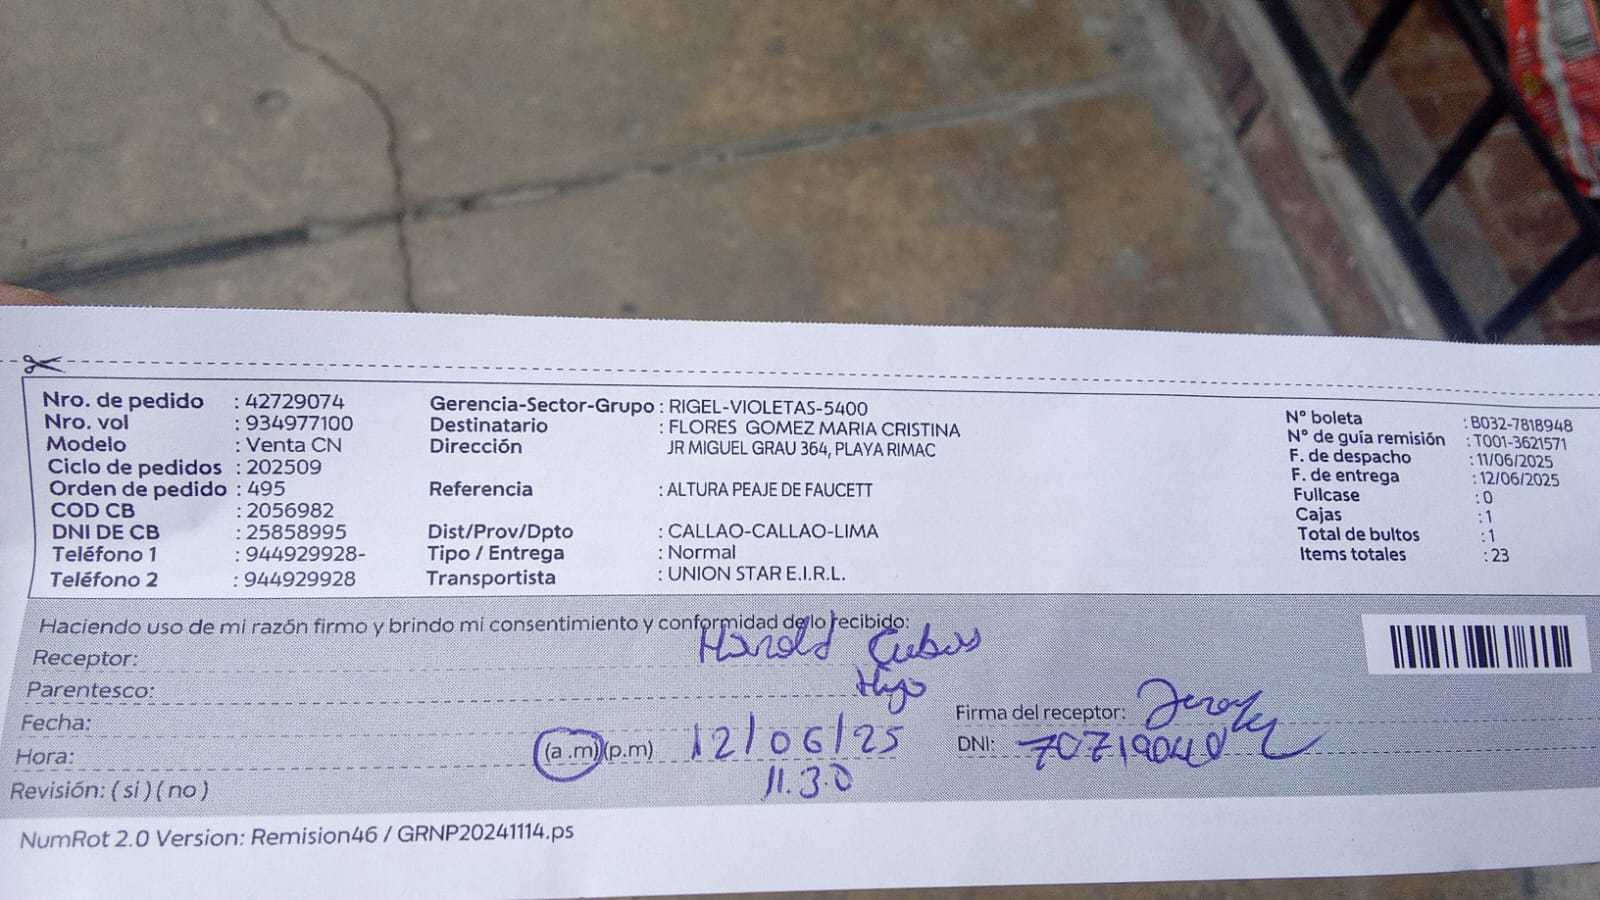 Nro. de pedido : 42729074
Nro. vol : 934977100
Modelo : Venta CN
Ciclo de pedidos : 202509
Orden de pedido : 495
COD CB : 2056982
DNI DE CB : 25858995
Teléfono 1 : 944929928-
Teléfono 2 : 944929928
Gerencia-Sector-Grupo : RIGEL-VIOLETAS-5400
Destinatario : FLORES GOMEZ MARIA CRISTINA
Dirección JR MIGUEL GRAU 364, PLAYA RIMAC
Referencia : ALTURA PEAJE DE FAUCETT
Dist/Prov/Dpto : CALLAO-CALLAO-LIMA
Tipo / Entrega : Normal
Transportista : UNION STAR E.I.R.L.
N° boleta : B032-7818948
N° de guía remisión : T001-3621571
F. de despacho : 11/06/2025
F. de entrega : 12/06/2025
Fullcase : 0
Cajas : 1
Total de bultos : 1
Items totales : 23
Haciendo uso de mi razón firmo y brindo mi consentimiento y conformidad de lo recibido:
Receptor: Harold Cubas
Parentesco: Hijo
Fecha: 12/06/25
Hora: (a .m)(p.m) 11.30
Revisión: ( si ) ( no )
Firma del receptor:
DNI:
NumRot 2.0 Version: Remision46 / GRNP20241114.ps